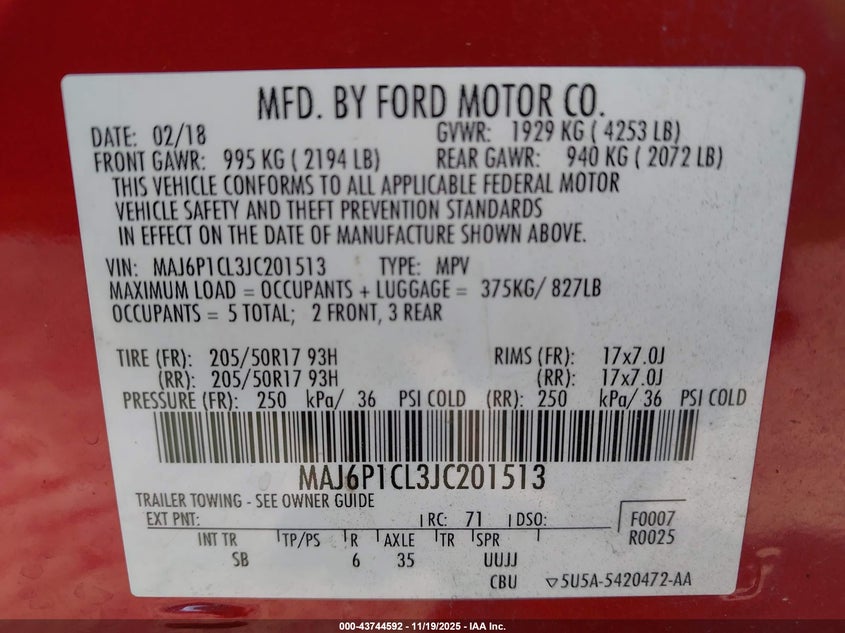 MFD. BY FORD MOTOR CO.
DATE: 02/18 GVWR: 1929 KG ( 4253 LB)
FRONT GAWR: 995 KG ( 2194 LB) REAR GAWR: 940 KG ( 2072 LB)
THIS VEHICLE CONFORMS TO ALL APPLICABLE FEDERAL MOTOR
VEHICLE SAFETY AND THEFT PREVENTION STANDARDS
IN EFFECT ON THE DATE OF MANUFACTURE SHOWN ABOVE.
VIN: MAJ6P1CL3JC201513 TYPE: MPV
MAXIMUM LOAD = OCCUPANTS + LUGGAGE = 375KG/ 827LB
OCCUPANTS = 5 TOTAL; 2 FRONT, 3 REAR
TIRE (FR): 205/50R17 93H RIMS (FR): 17x7.0J
(RR): 205/50R17 93H (RR): 17x7.0J
PRESSURE (FR): 250 kPa/ 36 PSI COLD (RR): 250 kPa/ 36 PSI COLD
MAJ6P1CL3JC201513
TRAILER TOWING - SEE OWNER GUIDE
EXT PNT: RC: 71 DSO: F0007
R0025
INT TR TP/PS R AXLE TR SPR
SB 6 35 UUJJ
CBU ▽5U5A-5420472-AA
000-43744592 - 11/19/2025 - IAA Inc.